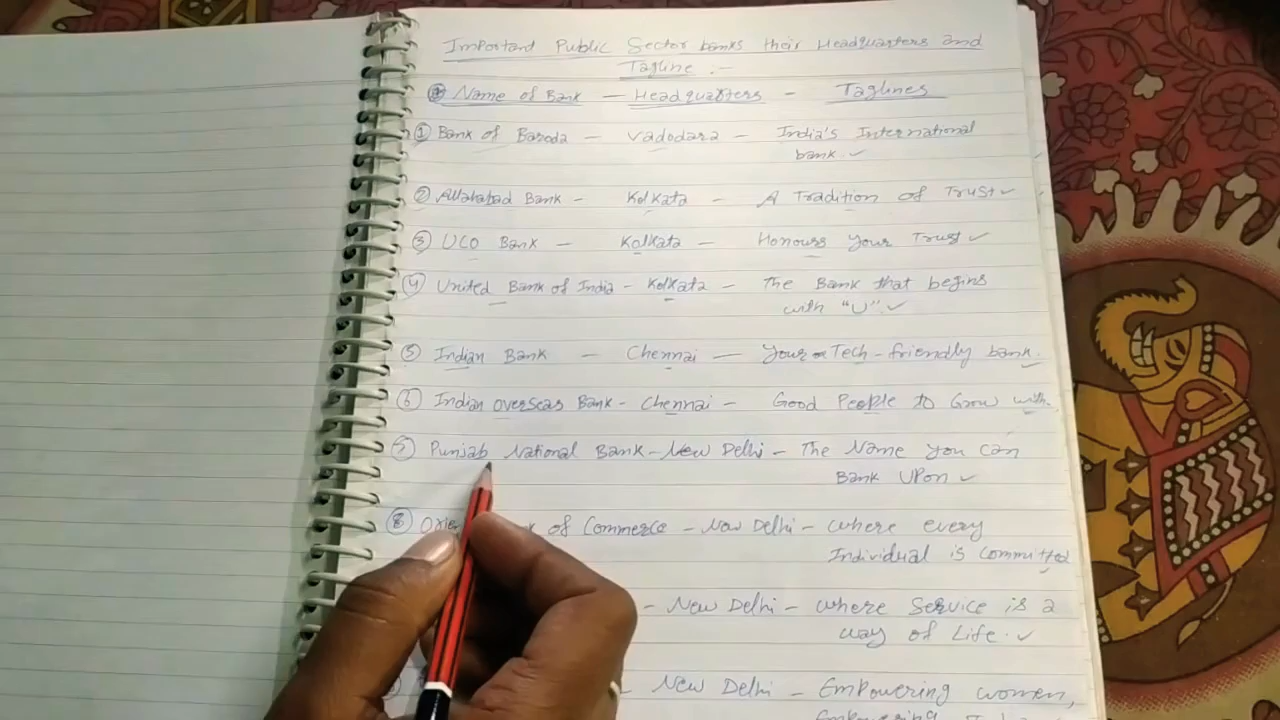 Important Public Sector banks their Headquarters and
Tagline :-
Name of Bank — Headquarters - Taglines
① Bank of Baroda - Vadodara - India's International
bank. ✓
② Allahabad Bank - Kolkata - A Tradition of Trust ✓
③ UCO Bank - Kolkata - Honours Your Trust ✓
④ United Bank of India - Kolkata - The Bank that begins
with "U". ✓
⑤ Indian Bank - Chennai - Your Tech-friendly bank.
⑥ Indian Overseas Bank - Chennai - Good People to Grow with
⑦ Punjab National Bank - New Delhi - The Name you can
Bank Upon ✓
⑧ of Commerce - New Delhi - where every
Individual is committed
- New Delhi - where Service is a
way of Life. ✓
- New Delhi - Empowering women,